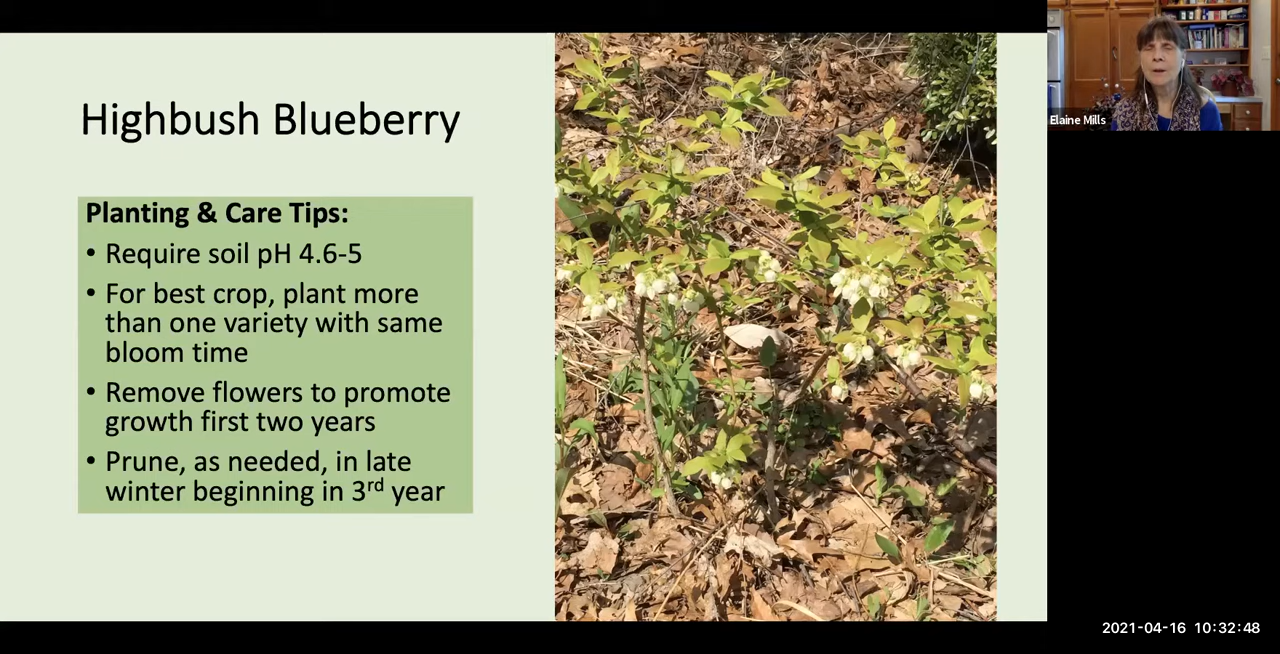 Highbush Blueberry
Planting & Care Tips:
• Require soil pH 4.6-5
• For best crop, plant more
than one variety with same
bloom time
• Remove flowers to promote
growth first two years
• Prune, as needed, in late
winter beginning in 3rd year
Elaine Mills
2021-04-16 10:32:48